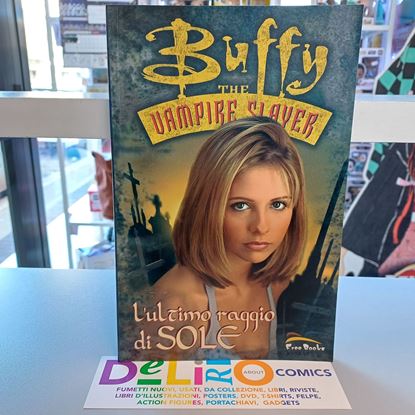 Buffy
THE
VAMPIRE SLAYER
L'ultimo raggio
di SOLE
Free Books
DeLiRiO ABOUT COMICS
FUMETTI NUOVI, USATI, DA COLLEZIONE, LIBRI, RIVISTE,
LIBRI D'ILLUSTRAZIONI, POSTERS, DVD, T-SHIRTS, FELPE,
ACTION FIGURES, PORTACHIAVI, GADGETS